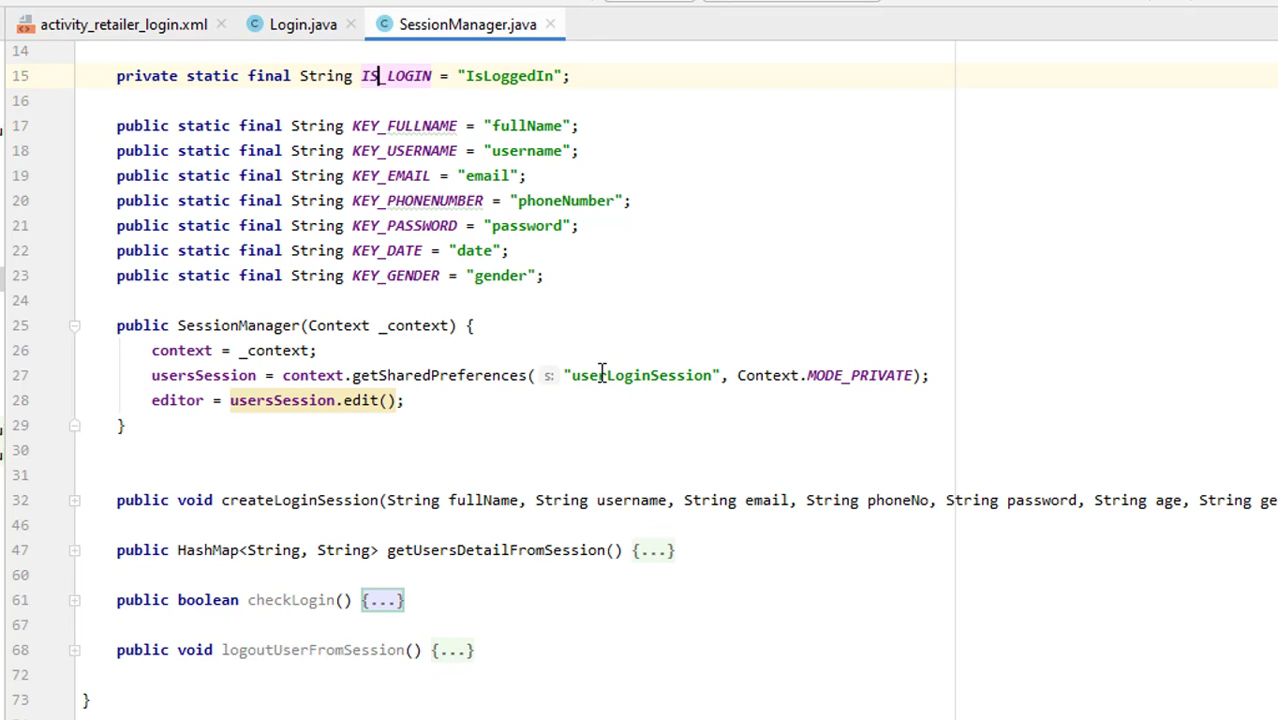 activity_retailer_login.xml
Login.java
SessionManager.java
14
15 private static final String IS_LOGIN = "IsLoggedIn";
16
17 public static final String KEY_FULLNAME = "fullName";
18 public static final String KEY_USERNAME = "username";
19 public static final String KEY_EMAIL = "email";
20 public static final String KEY_PHONENUMBER = "phoneNumber";
21 public static final String KEY_PASSWORD = "password";
22 public static final String KEY_DATE = "date";
23 public static final String KEY_GENDER = "gender";
24
25 public SessionManager(Context _context) {
26 context = _context;
27 usersSession = context.getSharedPreferences( s: "userLoginSession", Context.MODE_PRIVATE);
28 editor = usersSession.edit();
29 }
30
31
32 public void createLoginSession(String fullName, String username, String email, String phoneNo, String password, String age, String ge
46
47 public HashMap<String, String> getUsersDetailFromSession() {...}
60
61 public boolean checkLogin() {...}
67
68 public void logoutUserFromSession() {...}
72
73 }